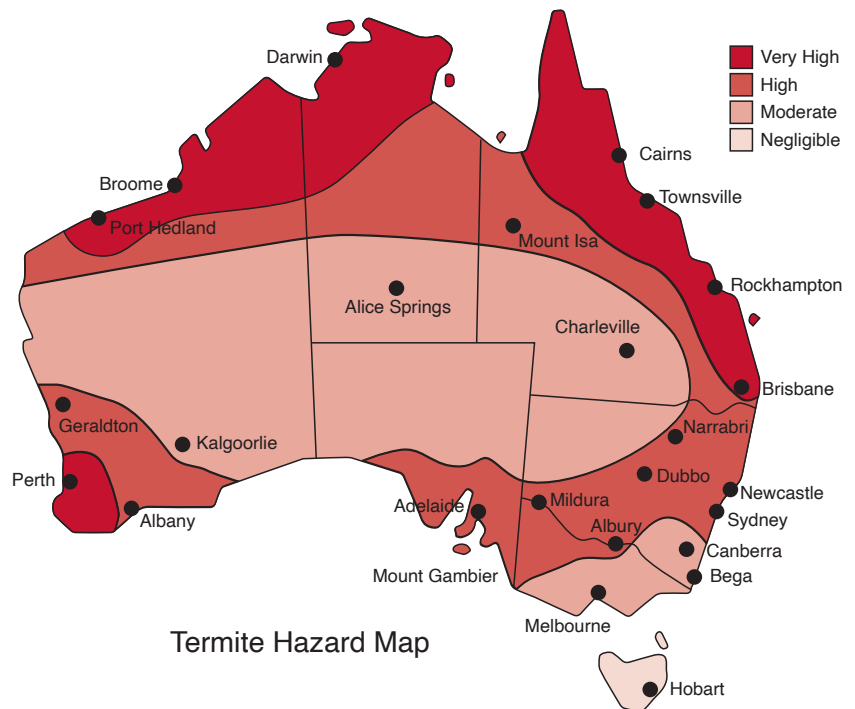 Darwin
Very High
High
Moderate
Negligible
Cairns
Broome
Townsville
Port Hedland
Mount Isa
Rockhampton
Alice Springs
Charleville
Brisbane
Geraldton
Narrabri
Kalgoorlie
Perth
Dubbo
Newcastle
Mildura
Adelaide
Sydney
Albany
Albury
Canberra
Mount Gambier
Bega
Melbourne
Termite Hazard Map
Hobart